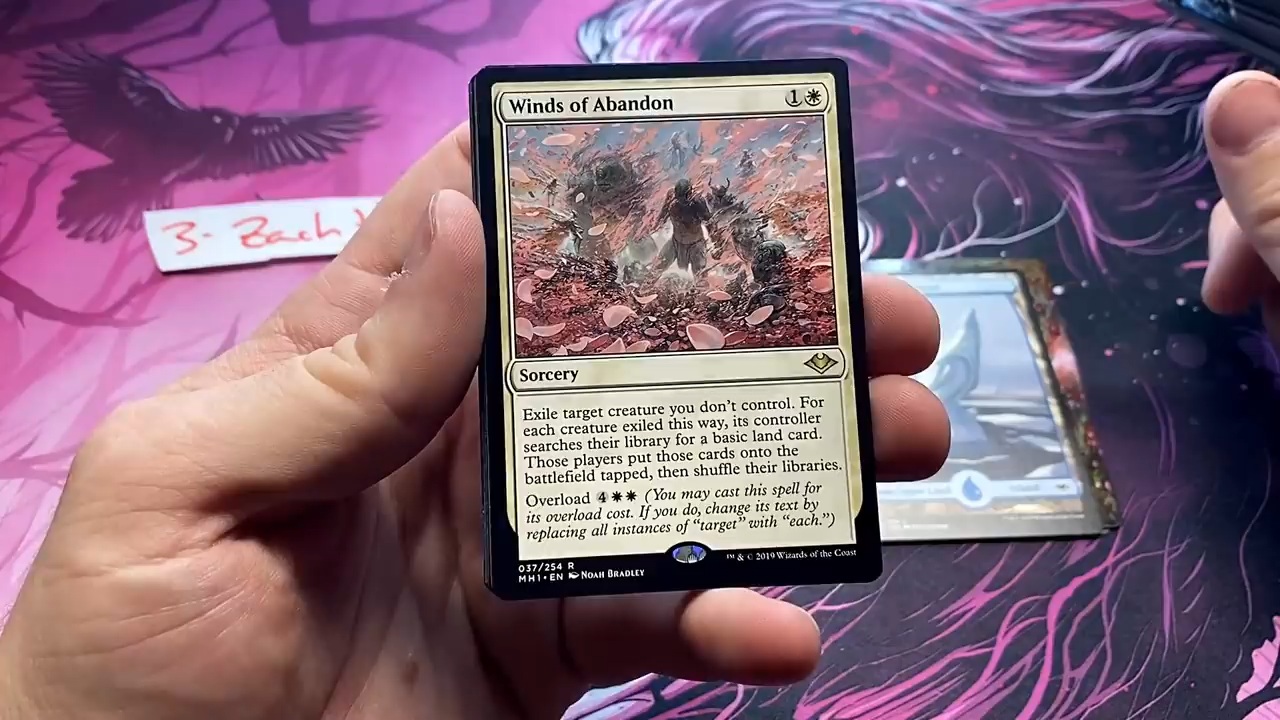 Winds of Abandon 1
3- Zach
Sorcery
Exile target creature you don't control. For
each creature exiled this way, its controller
searches their library for a basic land card.
Those players put those cards onto the
battlefield tapped, then shuffle their libraries.
Overload 4 (You may cast this spell for
its overload cost. If you do, change its text by
replacing all instances of "target" with "each.")
037/254 R
MH1 • EN Noah Bradley
™ & © 2019 Wizards of the Coast